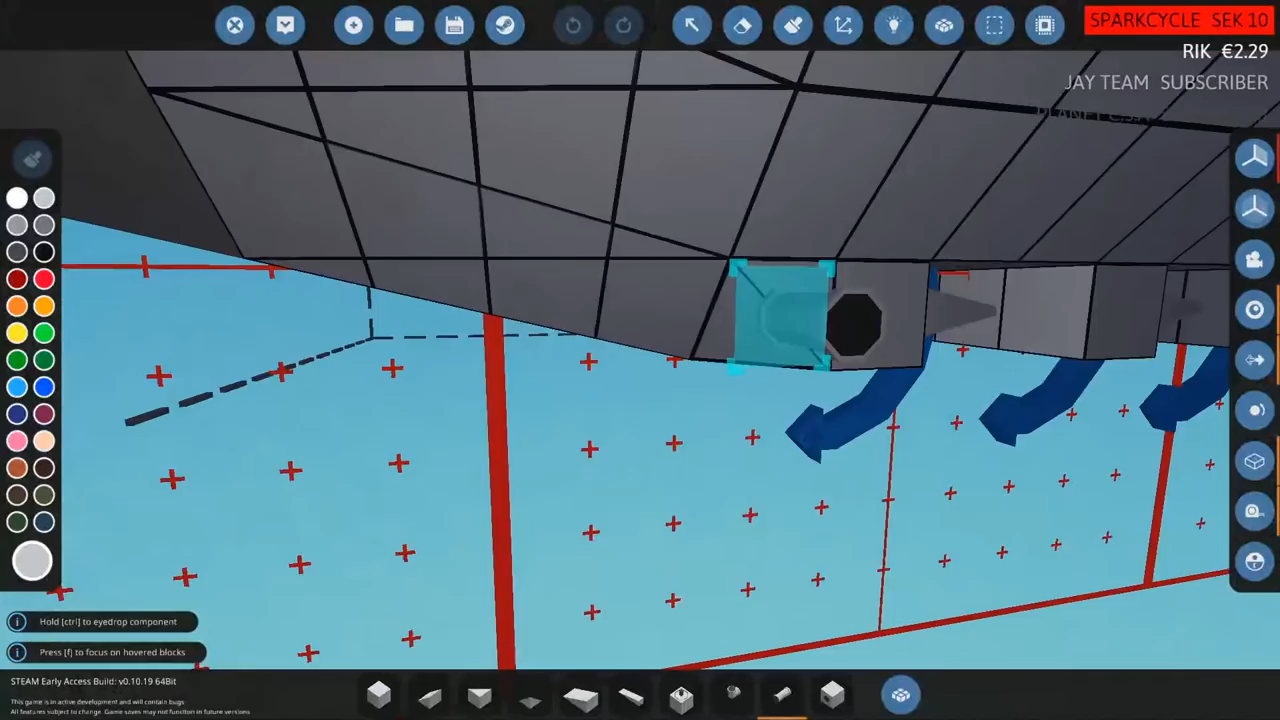 SPARKCYCLE SEK 10
RIK €2.29
JAY TEAM SUBSCRIBER
Hold [ctrl] to eyedrop component
Press [f] to focus on hovered blocks
STEAM Early Access Build: v0.10.19 64Bit
This game is in active development and will contain bugs
All features subject to change. Game saves may not function in future versions